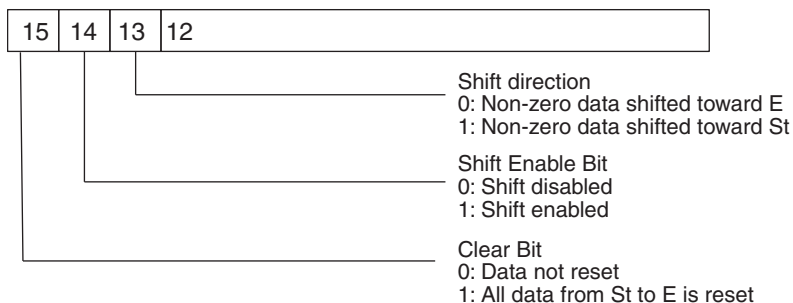 15 14 13 12
Shift direction
0: Non-zero data shifted toward E
1: Non-zero data shifted toward St
Shift Enable Bit
0: Shift disabled
1: Shift enabled
Clear Bit
0: Data not reset
1: All data from St to E is reset